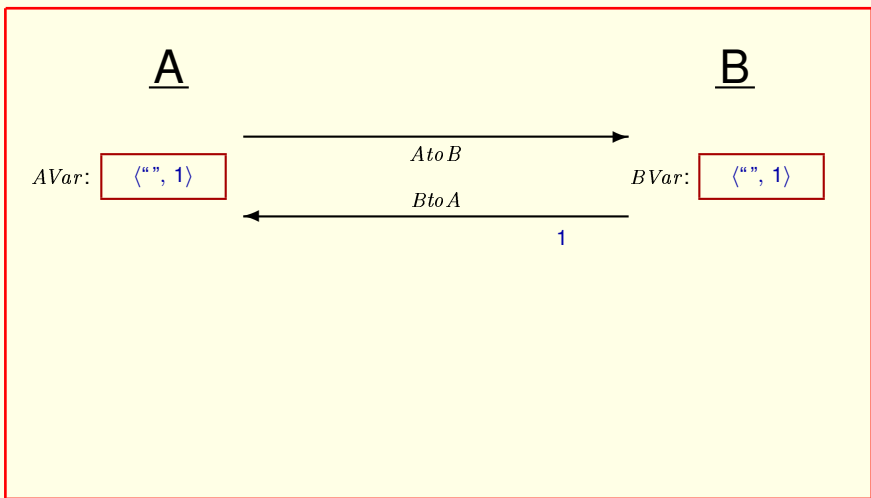 A B
AtoB
AVar: ⟨“ ”, 1⟩ BVar: ⟨“ ”, 1⟩
BtoA
1